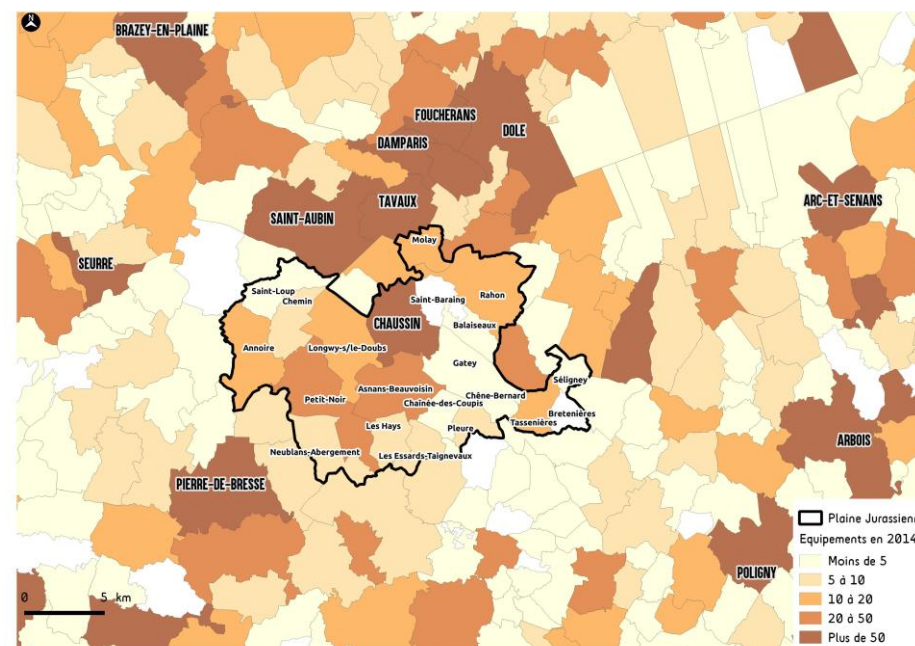 N
BRAZEY-EN-PLAINE
FOUCHERANS
DOLE
DAMPARIS
TAVAUX
SAINT-AUBIN
ARC-ET-SENANS
SEURRE
Molay
Saint-Loup
Chemin
Saint-Baraing
Rahon
CHAUSSIN
Balaiseaux
Annoire
Longwy-s/le-Doubs
Gatey
Séligney
Asnans-Beauvoisin
Chêne-Bernard
Petit-Noir
Chaînée-des-Coupis
Bretenières
Tassenières
Les Hays
Pleure
Neublans-Abergement
Les Essards-Taignevaux
ARBOIS
PIERRE-DE-BRESSE
POLIGNY
0 5 km
Plaine Jurassienn
Equipements en 2014
Moins de 5
5 à 10
10 à 20
20 à 50
Plus de 50